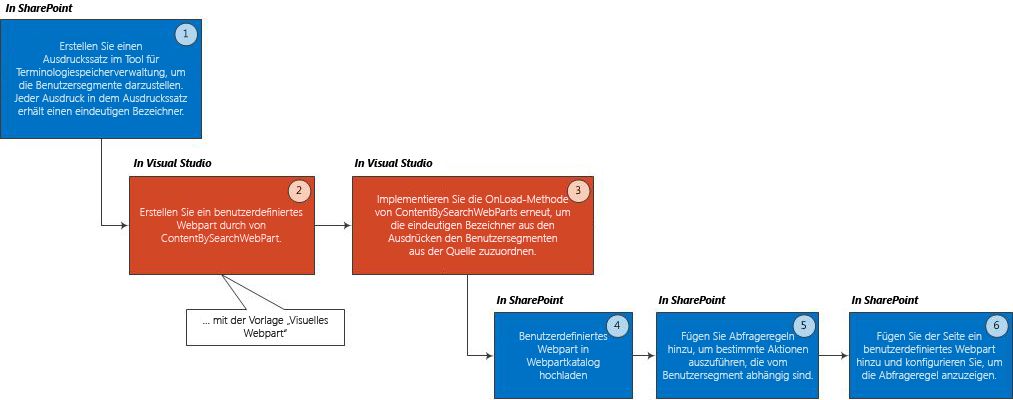 In SharePoint
1
Erstellen Sie einen
Ausdruckssatz im Tool für
Terminologiespeicherverwaltung, um
die Benutzersegmente darzustellen.
Jeder Ausdruck in dem Ausdruckssatz
erhält einen eindeutigen Bezeichner.
In Visual Studio
2
Erstellen Sie ein benutzerdefiniertes
Webpart durch von
ContentBySearchWebPart.
... mit der Vorlage „Visuelles
Webpart“
In Visual Studio
3
Implementieren Sie die OnLoad-Methode
von ContentBySearchWebParts erneut, um
die eindeutigen Bezeichner aus den
Ausdrücken den Benutzersegmenten
aus der Quelle zuzuordnen.
In SharePoint
4
Benutzerdefiniertes
Webpart in
Webpartkatalog
hochladen
In SharePoint
5
Fügen Sie Abfrageregeln
hinzu, um bestimmte Aktionen
auszuführen, die vom
Benutzersegment abhängig sind.
In SharePoint
6
Fügen Sie der Seite ein
benutzerdefiniertes Webpart
hinzu und konfigurieren Sie, um
die Abfrageregel anzuzeigen.